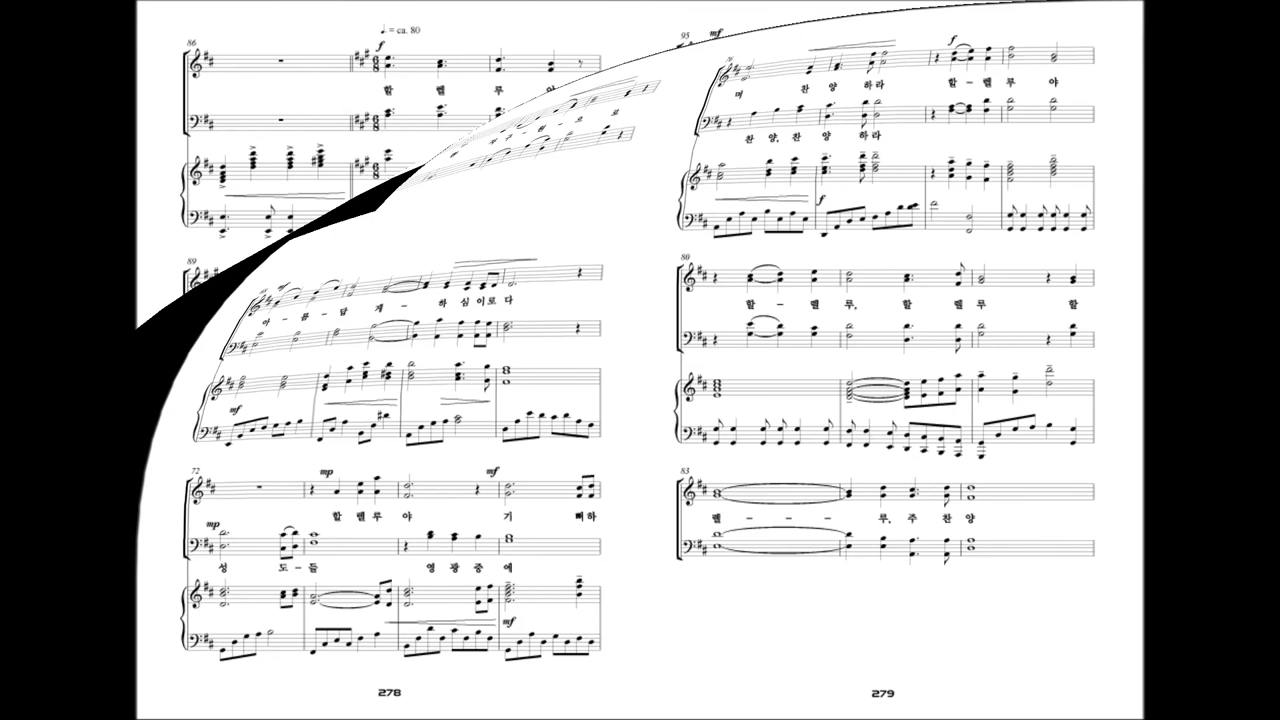 ♩. = ca. 80
86
f
할 렐 루
89
mf
아 - 름 - 답 게 - 하 심 이 로 다
mf
72
mp
mf
할 렐 루 야 기 뻐 하
mp
성 도 - 들 영 광 중 에
mf
278
95
mf
76
f
며 찬 양 하 라 할 - 렐 루 야
찬 양, 찬 양 하 라
f
80
할 - 렐 루, 할 렐 루 할
83
렐 - - - 루, 주 찬 양
279